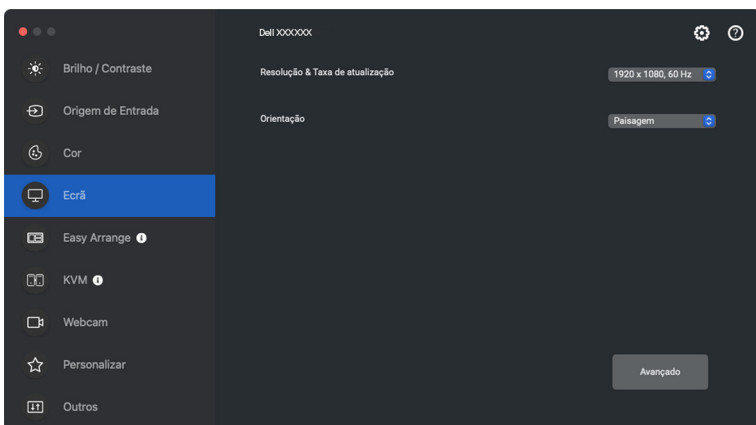 Dell XXXXXX
Brilho / Contraste
Origem de Entrada
Cor
Ecrã
Easy Arrange
KVM
Webcam
Personalizar
Outros
Resolução & Taxa de atualização
1920 x 1080, 60 Hz
Orientação
Paisagem
Avançado